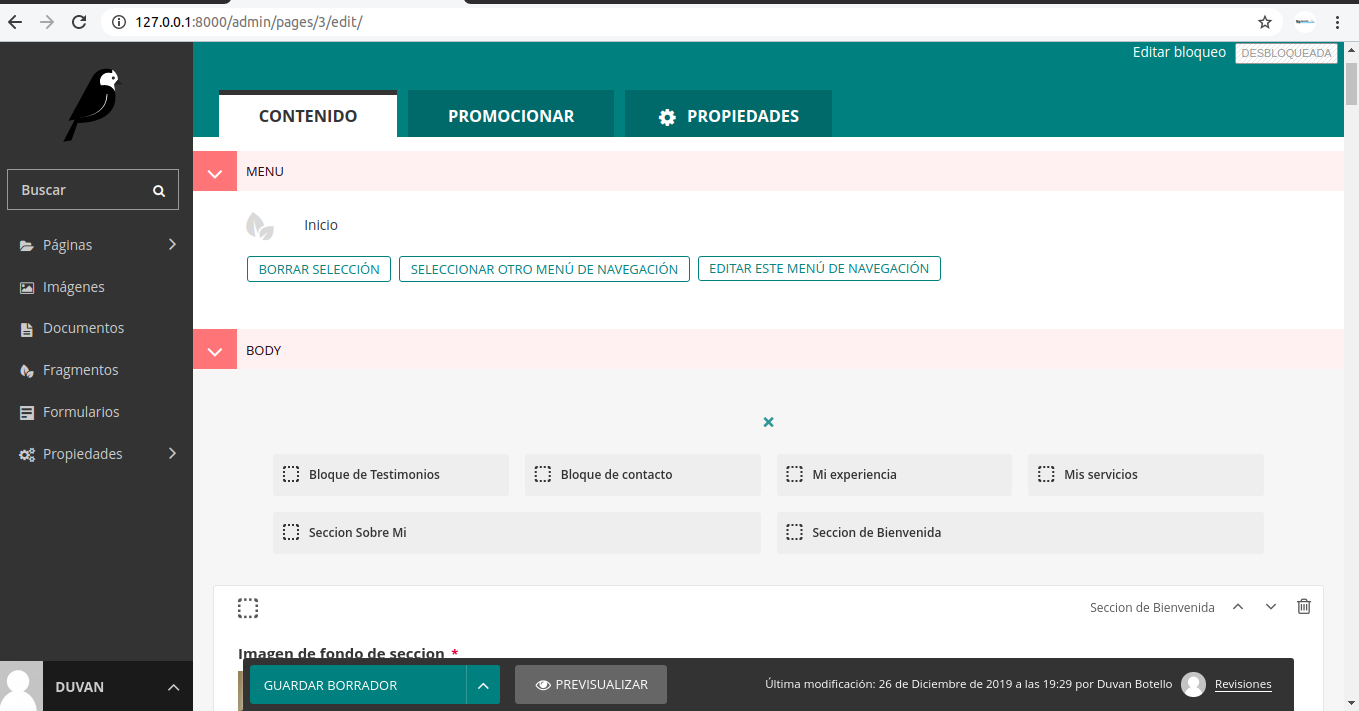 127.0.0.1:8000/admin/pages/3/edit/
Editar bloqueo DESBLOQUEADA
CONTENIDO PROMOCIONAR PROPIEDADES
MENU
Buscar
Inicio
Páginas
BORRAR SELECCIÓN SELECCIONAR OTRO MENÚ DE NAVEGACIÓN EDITAR ESTE MENÚ DE NAVEGACIÓN
Imágenes
Documentos
BODY
Fragmentos
Formularios
Propiedades
Bloque de Testimonios Bloque de contacto Mi experiencia Mis servicios
Seccion Sobre Mi Seccion de Bienvenida
Seccion de Bienvenida
Imagen de fondo de seccion *
DUVAN
GUARDAR BORRADOR PREVISUALIZAR Última modificación: 26 de Diciembre de 2019 a las 19:29 por Duvan Botello Revisiones